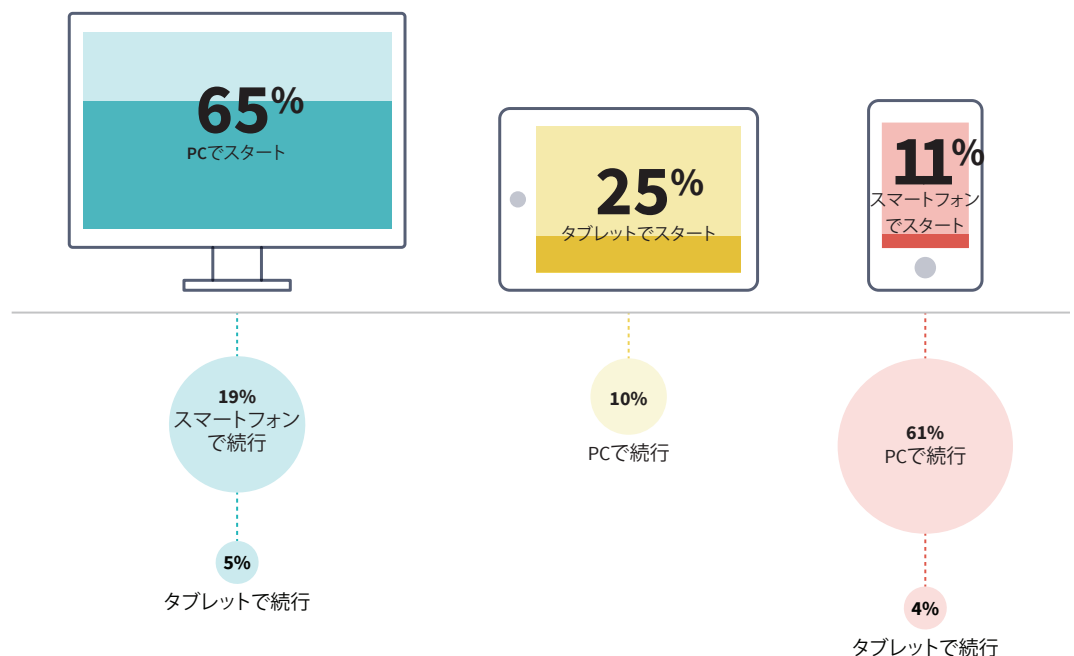 65%
PCでスタート
25%
タブレットでスタート
11%
スマートフォン
でスタート
19%
スマートフォン
で続行
5%
タブレットで続行
10%
PCで続行
61%
PCで続行
4%
タブレットで続行